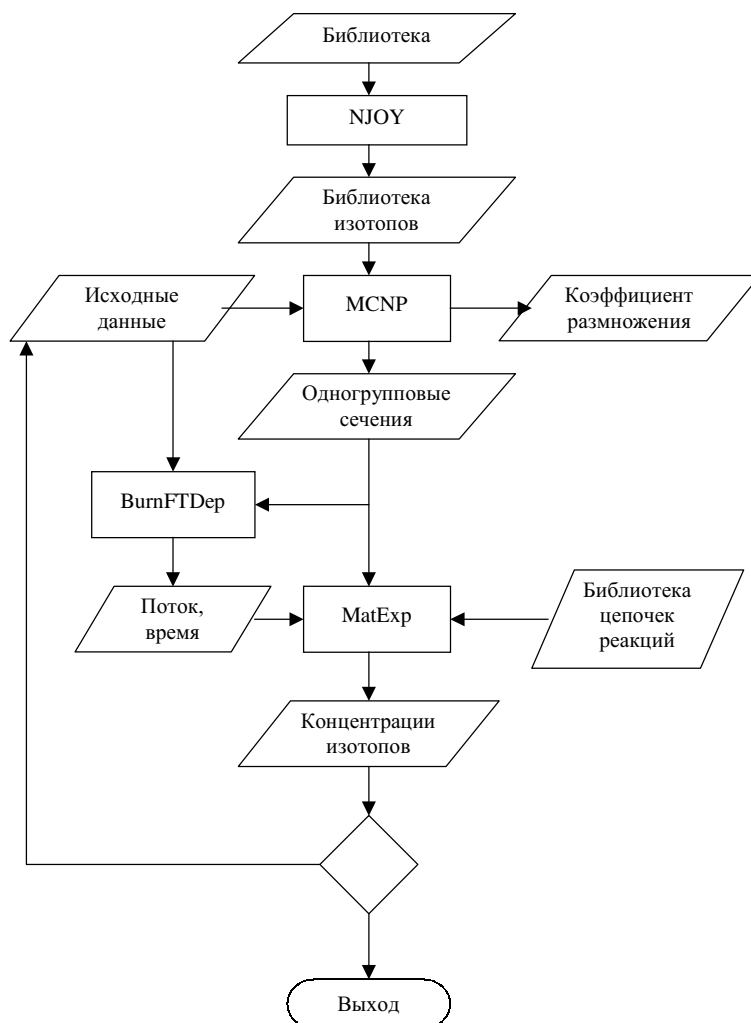 Библиотека
NJOY
Библиотека
изотопов
Исходные
данные
MCNP
Коэффициент
размножения
Одногрупповые
сечения
BurnFTDep
Поток,
время
MatExp
Библиотека
цепочек
реакций
Концентрации
изотопов
Выход